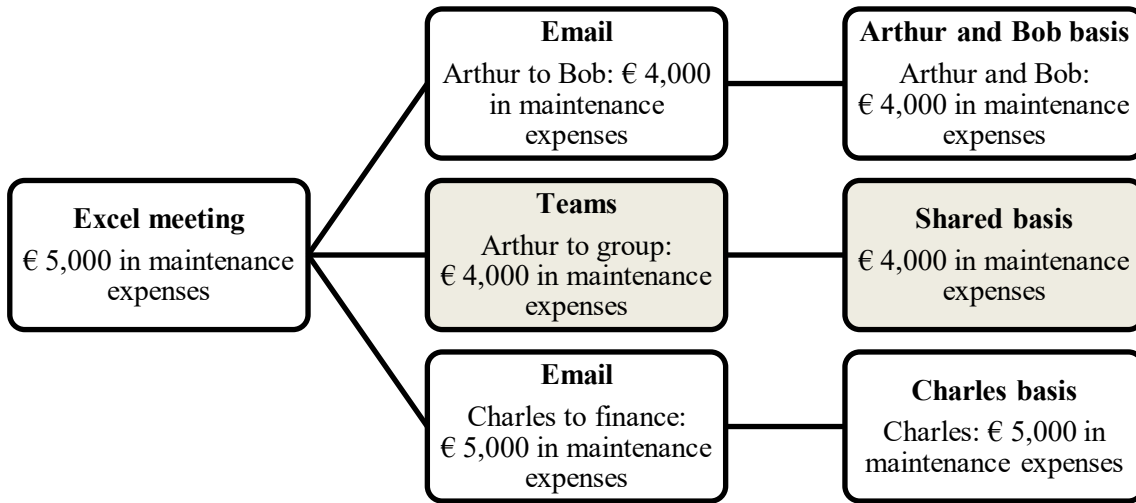 Excel meeting
€ 5,000 in maintenance
expenses
Email
Arthur to Bob: € 4,000
in maintenance
expenses
Arthur and Bob basis
Arthur and Bob:
€ 4,000 in maintenance
expenses
Teams
Arthur to group:
€ 4,000 in maintenance
expenses
Shared basis
€ 4,000 in maintenance
expenses
Email
Charles to finance:
€ 5,000 in maintenance
expenses
Charles basis
Charles: € 5,000 in
maintenance expenses